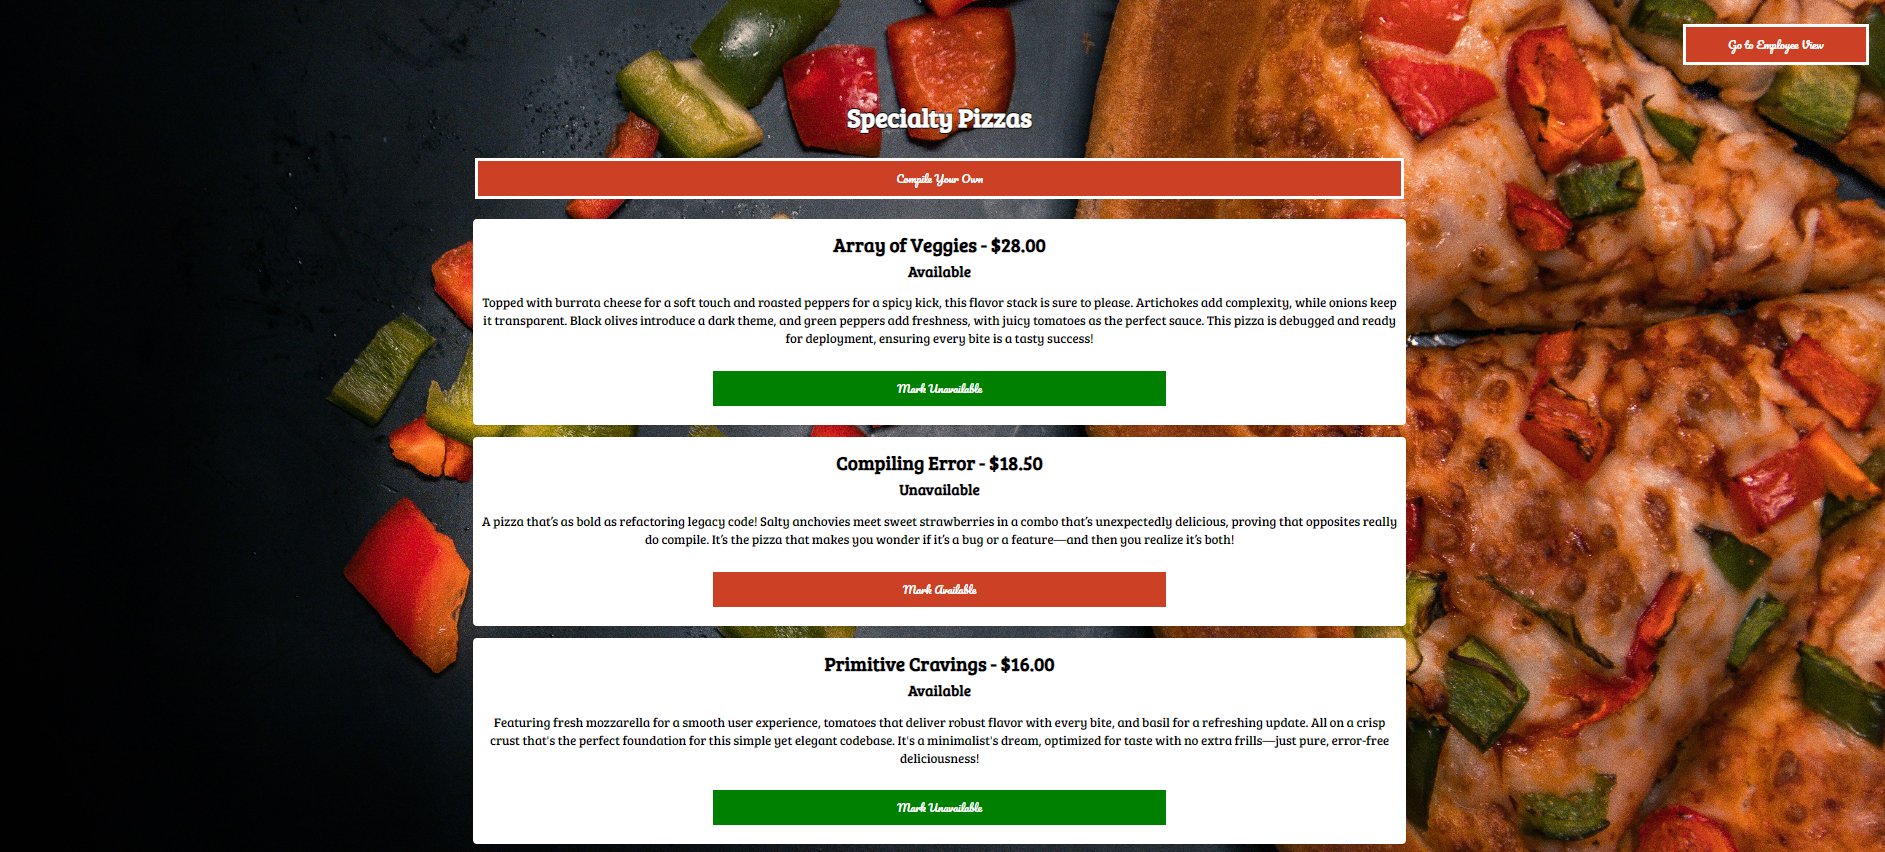 Go to Employee View
Specialty Pizzas
Compile Your Own
Array of Veggies - $28.00
Available
Topped with burrata cheese for a soft touch and roasted peppers for a spicy kick, this flavor stack is sure to please. Artichokes add complexity, while onions keep
it transparent. Black olives introduce a dark theme, and green peppers add freshness, with juicy tomatoes as the perfect sauce. This pizza is debugged and ready
for deployment, ensuring every bite is a tasty success!
Mark Unavailable
Compiling Error - $18.50
Unavailable
A pizza that’s as bold as refactoring legacy code! Salty anchovies meet sweet strawberries in a combo that’s unexpectedly delicious, proving that opposites really
do compile. It’s the pizza that makes you wonder if it’s a bug or a feature—and then you realize it’s both!
Mark Available
Primitive Cravings - $16.00
Available
Featuring fresh mozzarella for a smooth user experience, tomatoes that deliver robust flavor with every bite, and basil for a refreshing update. All on a crisp
crust that's the perfect foundation for this simple yet elegant codebase. It's a minimalist's dream, optimized for taste with no extra frills—just pure, error-free
deliciousness!
Mark Unavailable